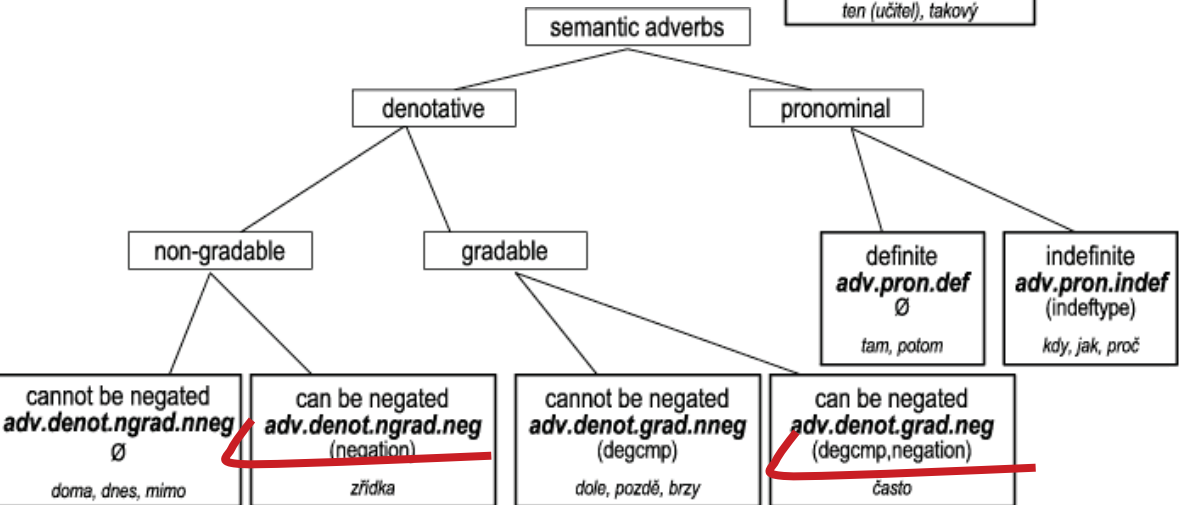 ten (učitel), takový
semantic adverbs
denotative
pronominal
non-gradable
gradable
definite
adv.pron.def
Ø
tam, potom
indefinite
adv.pron.indef
(indeftype)
kdy, jak, proč
cannot be negated
adv.denot.ngrad.nneg
Ø
doma, dnes, mimo
can be negated
adv.denot.ngrad.neg
(negation)
zřídka
cannot be negated
adv.denot.grad.nneg
(degcmp)
dole, pozdě, brzy
can be negated
adv.denot.grad.neg
(degcmp,negation)
často